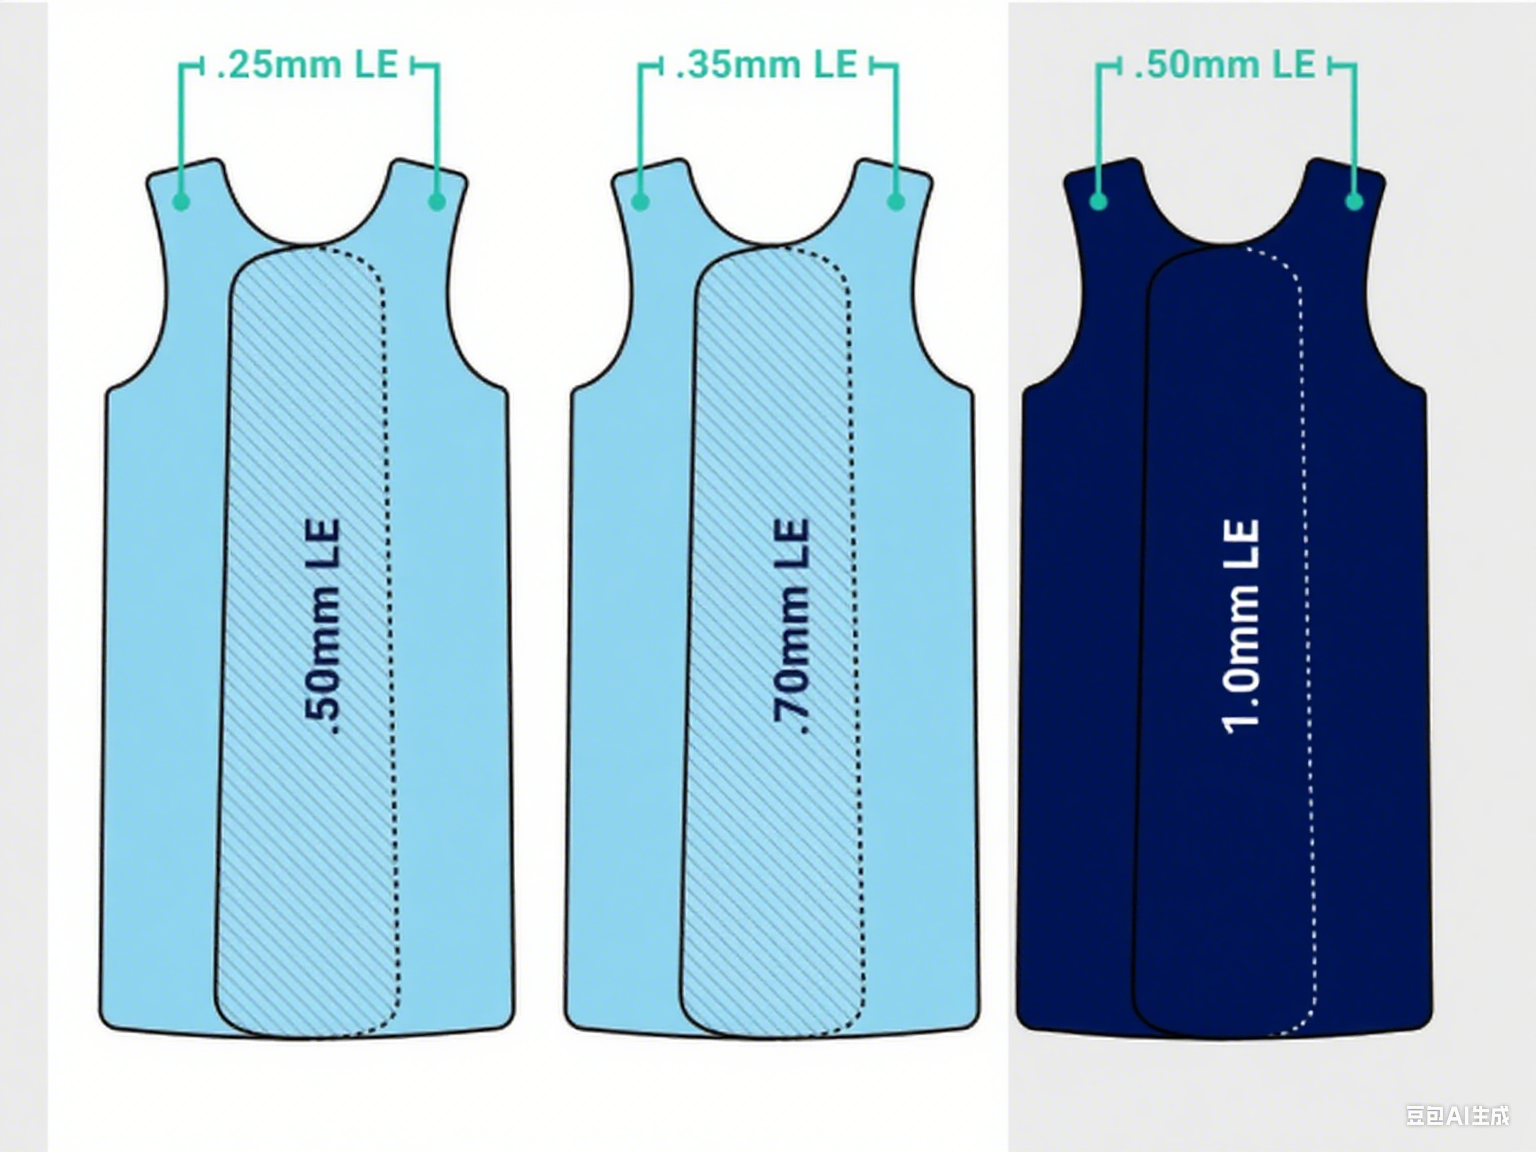 .25mm LE
.35mm LE
.50mm LE
.50mm LE
.70mm LE
1.0mm LE
豆包AI生成